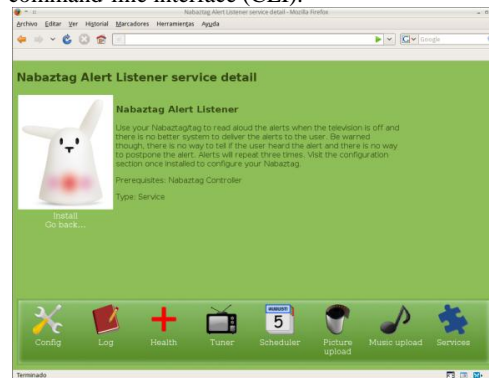 command-line interface (CLI).
Nabaztag Alert Listener service detail - Mozilla Firefox
Archivo Editar Ver Historial Marcadores Herramientas Ayuda
Google
Nabaztag Alert Listener service detail
Nabaztag Alert Listener
Use your Nabaztag/tag to read aloud the alerts when the television is off and
there is no better system to deliver the alerts to the user. Be warned
though, there is no way to tell if the user heard the alert and there is no way
to postpone the alert. Alerts will repeat three times. Visit the configuration
section once installed to configure your Nabaztag.
Prerequisites: Nabaztag Controller
Type: Service
Install
Go back...
AUGUST
5
Config Log Health Tuner Scheduler Picture upload Music upload Services
Terminado